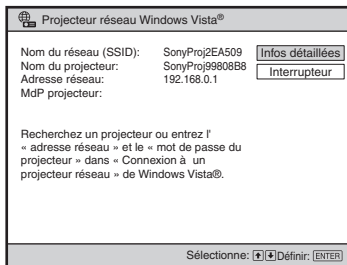 Projecteur réseau Windows Vista®
Nom du réseau (SSID): SonyProj2EA509 Infos détaillées
Nom du projecteur: SonyProj99808B8 Interrupteur
Adresse réseau: 192.168.0.1
MdP projecteur:
Recherchez un projecteur ou entrez l'
« adresse réseau » et le « mot de passe du
projecteur » dans « Connexion à un
projecteur réseau » de Windows Vista®.
Sélectionne: Définir: ENTER